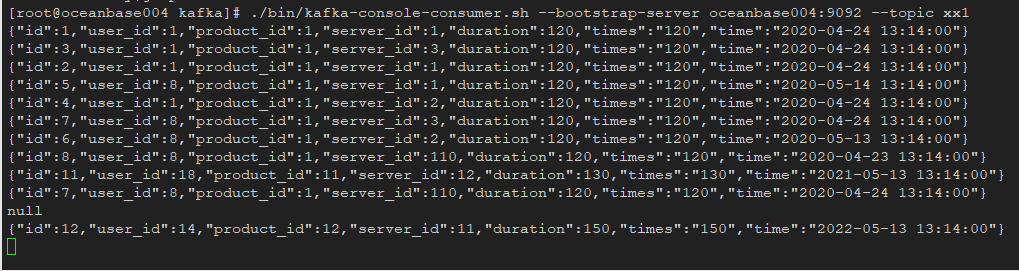 [root@oceanbase004 kafka]# ./bin/kafka-console-consumer.sh --bootstrap-server oceanbase004:9092 --topic xx1
{"id":1,"user_id":1,"product_id":1,"server_id":1,"duration":120,"times":"120","time":"2020-04-24 13:14:00"}
{"id":3,"user_id":1,"product_id":1,"server_id":3,"duration":120,"times":"120","time":"2020-04-24 13:14:00"}
{"id":2,"user_id":1,"product_id":1,"server_id":1,"duration":120,"times":"120","time":"2020-04-24 13:14:00"}
{"id":5,"user_id":8,"product_id":1,"server_id":1,"duration":120,"times":"120","time":"2020-05-14 13:14:00"}
{"id":4,"user_id":1,"product_id":1,"server_id":2,"duration":120,"times":"120","time":"2020-04-24 13:14:00"}
{"id":7,"user_id":8,"product_id":1,"server_id":3,"duration":120,"times":"120","time":"2020-04-24 13:14:00"}
{"id":6,"user_id":8,"product_id":1,"server_id":2,"duration":120,"times":"120","time":"2020-05-13 13:14:00"}
{"id":8,"user_id":8,"product_id":1,"server_id":110,"duration":120,"times":"120","time":"2020-04-23 13:14:00"}
{"id":11,"user_id":18,"product_id":11,"server_id":12,"duration":130,"times":"130","time":"2021-05-13 13:14:00"}
{"id":7,"user_id":8,"product_id":1,"server_id":110,"duration":120,"times":"120","time":"2020-04-24 13:14:00"}
null
{"id":12,"user_id":14,"product_id":12,"server_id":11,"duration":150,"times":"150","time":"2022-05-13 13:14:00"}